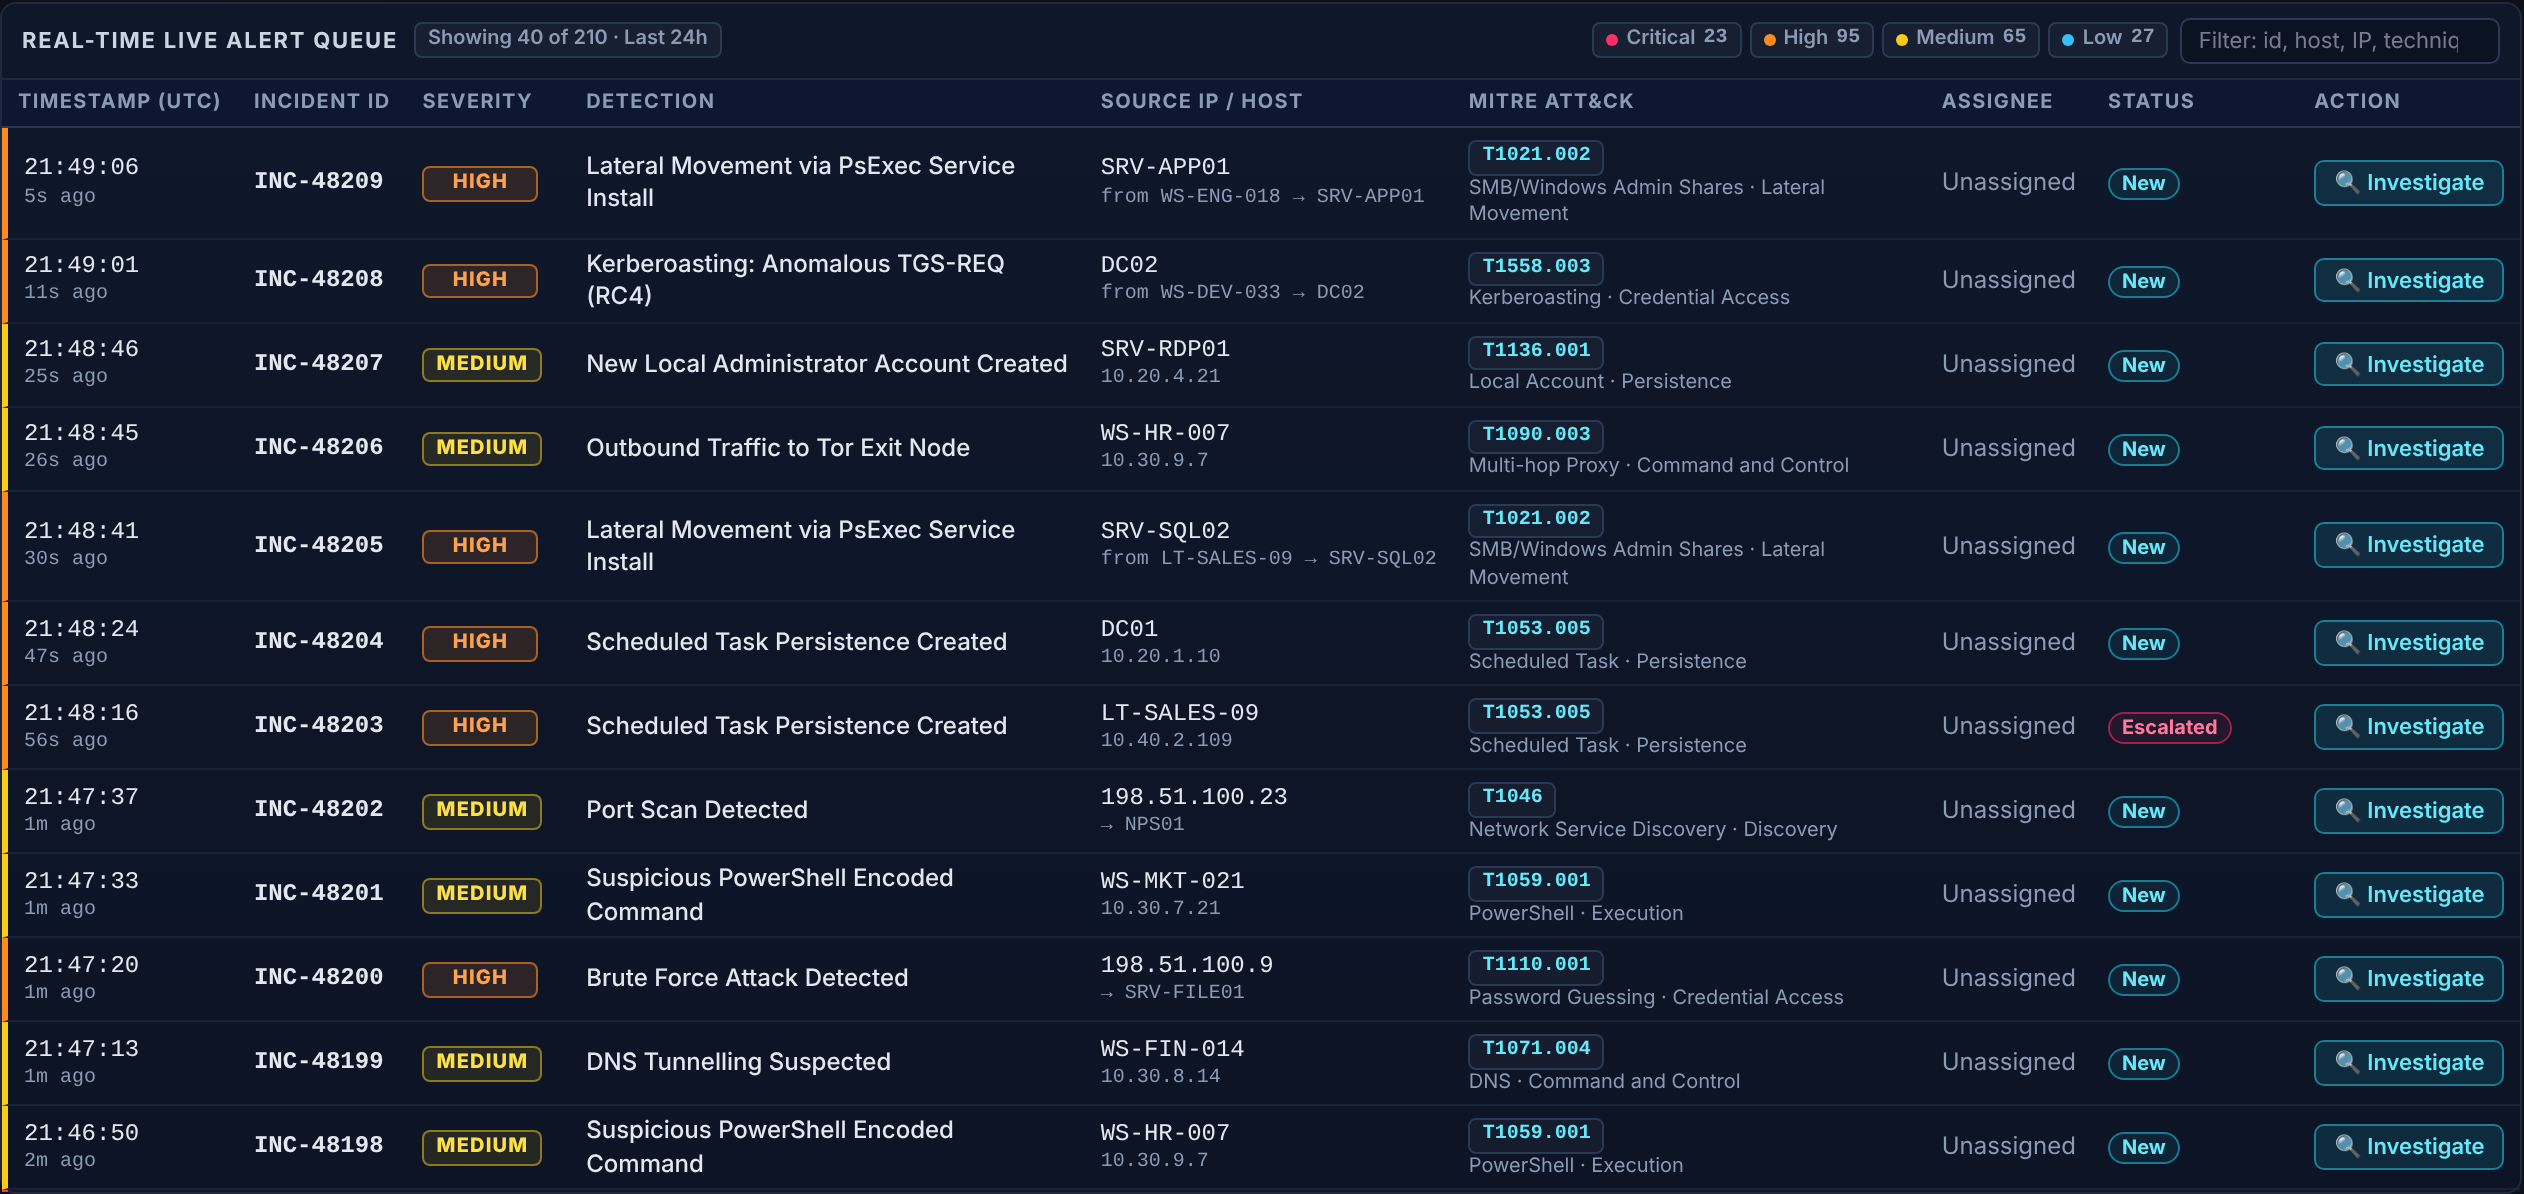 REAL-TIME LIVE ALERT QUEUE
Showing 40 of 210 · Last 24h
Critical 23
High 95
Medium 65
Low 27
Filter: id, host, IP, techniq
TIMESTAMP (UTC) INCIDENT ID SEVERITY DETECTION SOURCE IP / HOST MITRE ATT&CK ASSIGNEE STATUS ACTION
21:49:06
5s ago
INC-48209
HIGH
Lateral Movement via PsExec Service
Install
SRV-APP01
from WS-ENG-018 → SRV-APP01
T1021.002
SMB/Windows Admin Shares · Lateral
Movement
Unassigned
New
🔍 Investigate
21:49:01
11s ago
INC-48208
HIGH
Kerberoasting: Anomalous TGS-REQ
(RC4)
DC02
from WS-DEV-033 → DC02
T1558.003
Kerberoasting · Credential Access
Unassigned
New
🔍 Investigate
21:48:46
25s ago
INC-48207
MEDIUM
New Local Administrator Account Created
SRV-RDP01
10.20.4.21
T1136.001
Local Account · Persistence
Unassigned
New
🔍 Investigate
21:48:45
26s ago
INC-48206
MEDIUM
Outbound Traffic to Tor Exit Node
WS-HR-007
10.30.9.7
T1090.003
Multi-hop Proxy · Command and Control
Unassigned
New
🔍 Investigate
21:48:41
30s ago
INC-48205
HIGH
Lateral Movement via PsExec Service
Install
SRV-SQL02
from LT-SALES-09 → SRV-SQL02
T1021.002
SMB/Windows Admin Shares · Lateral
Movement
Unassigned
New
🔍 Investigate
21:48:24
47s ago
INC-48204
HIGH
Scheduled Task Persistence Created
DC01
10.20.1.10
T1053.005
Scheduled Task · Persistence
Unassigned
New
🔍 Investigate
21:48:16
56s ago
INC-48203
HIGH
Scheduled Task Persistence Created
LT-SALES-09
10.40.2.109
T1053.005
Scheduled Task · Persistence
Unassigned
Escalated
🔍 Investigate
21:47:37
1m ago
INC-48202
MEDIUM
Port Scan Detected
198.51.100.23
→ NPS01
T1046
Network Service Discovery · Discovery
Unassigned
New
🔍 Investigate
21:47:33
1m ago
INC-48201
MEDIUM
Suspicious PowerShell Encoded
Command
WS-MKT-021
10.30.7.21
T1059.001
PowerShell · Execution
Unassigned
New
🔍 Investigate
21:47:20
1m ago
INC-48200
HIGH
Brute Force Attack Detected
198.51.100.9
→ SRV-FILE01
T1110.001
Password Guessing · Credential Access
Unassigned
New
🔍 Investigate
21:47:13
1m ago
INC-48199
MEDIUM
DNS Tunnelling Suspected
WS-FIN-014
10.30.8.14
T1071.004
DNS · Command and Control
Unassigned
New
🔍 Investigate
21:46:50
2m ago
INC-48198
MEDIUM
Suspicious PowerShell Encoded
Command
WS-HR-007
10.30.9.7
T1059.001
PowerShell · Execution
Unassigned
New
🔍 Investigate